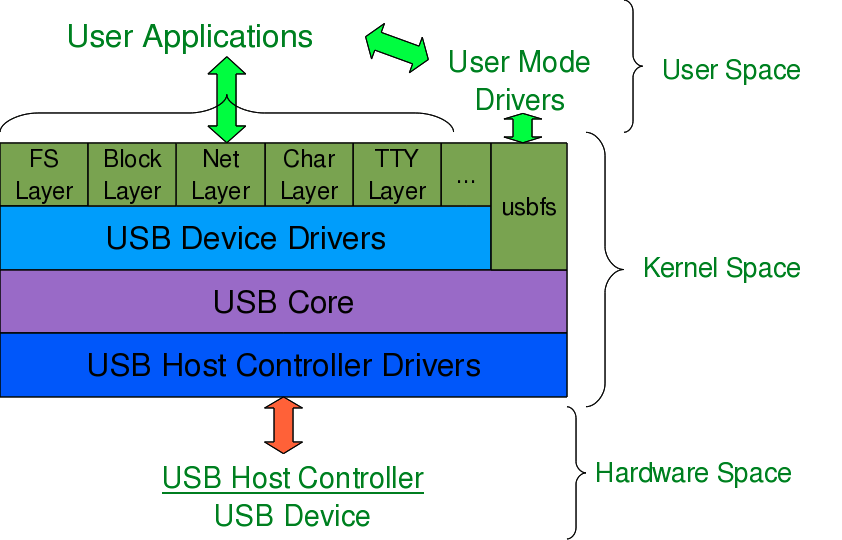 User Applications
User Mode
Drivers
User Space
FS
Layer
Block
Layer
Net
Layer
Char
Layer
TTY
Layer
...
usbfs
USB Device Drivers
Kernel Space
USB Core
USB Host Controller Drivers
USB Host Controller
USB Device
Hardware Space